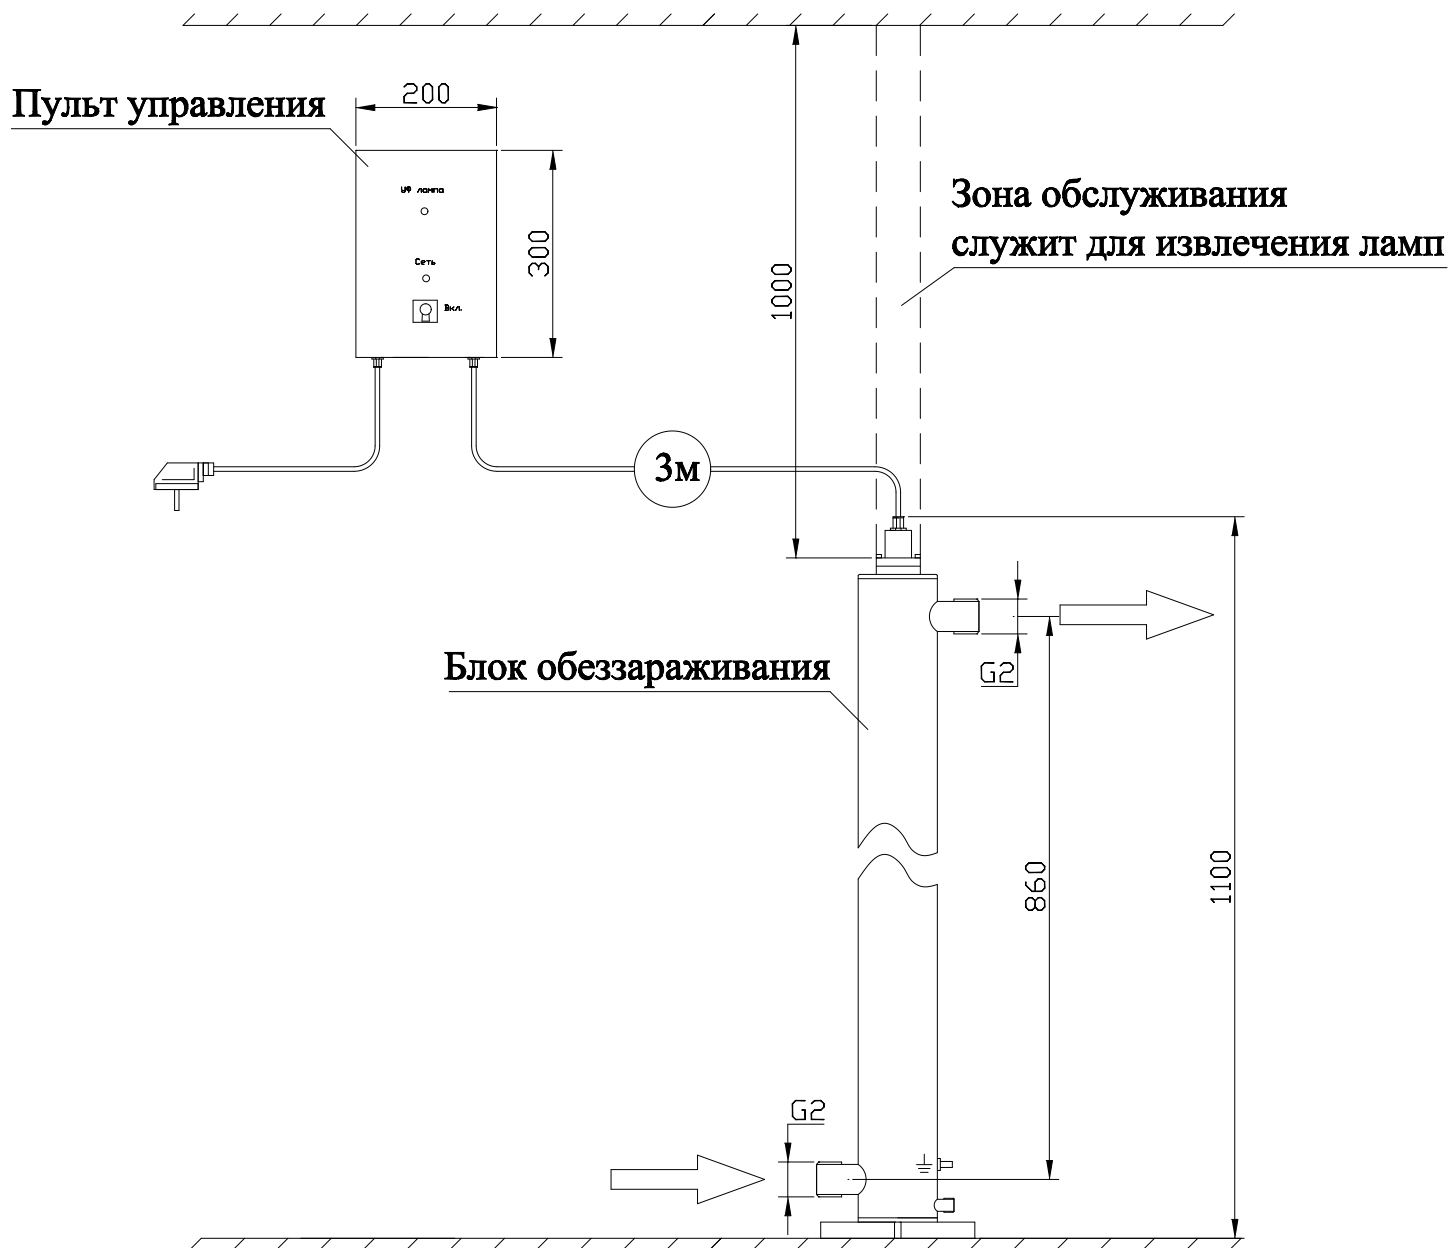 Пульт управления
200
УФ лампа
Сеть
Вкл.
300
1000
Зона обслуживания
служит для извлечения ламп
3м
Блок обеззараживания
G2
860
1100
G2